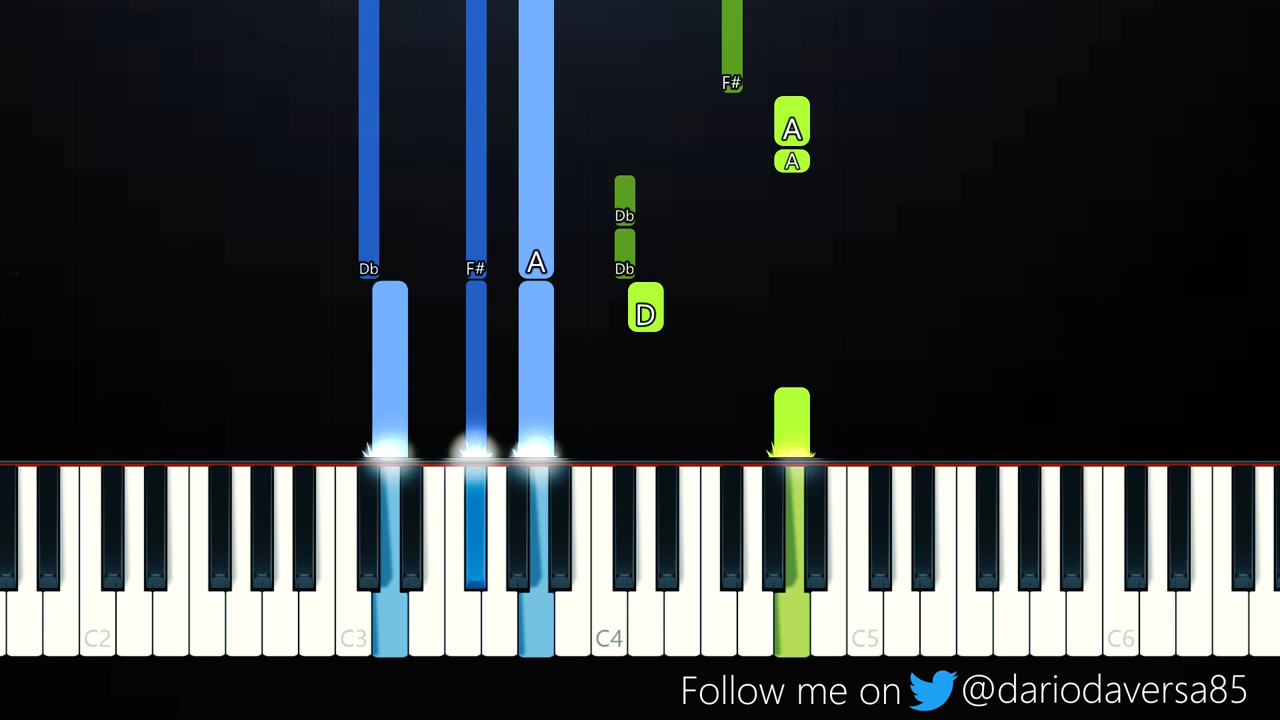 F#
A
A
Db
Db
Db
F#
A
D
C2
C3
C4
C5
C6
Follow me on @dariodaversa85